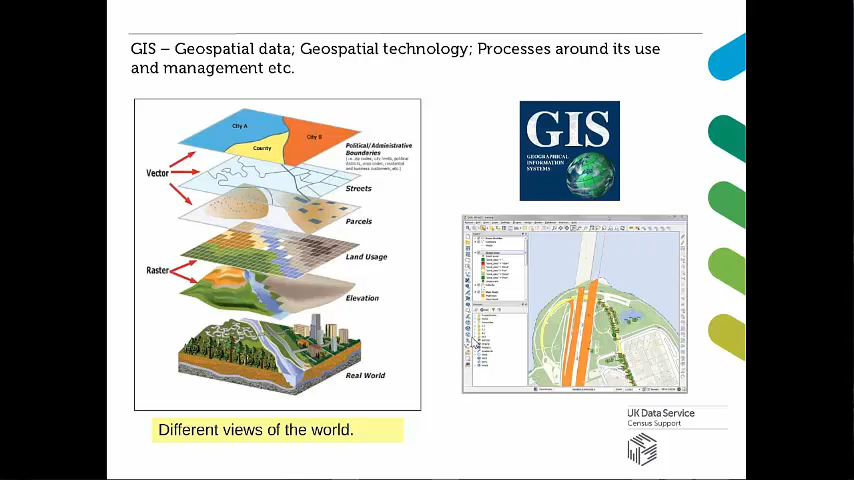 GIS – Geospatial data; Geospatial technology; Processes around its use
and management etc.
City A
City B
County
Political/Administrative
Boundaries
Vector
Streets
Parcels
Land Usage
Raster
Elevation
Real World
Different views of the world.
GIS
GEOGRAPHICAL
INFORMATION
SYSTEMS
UK Data Service
Census Support